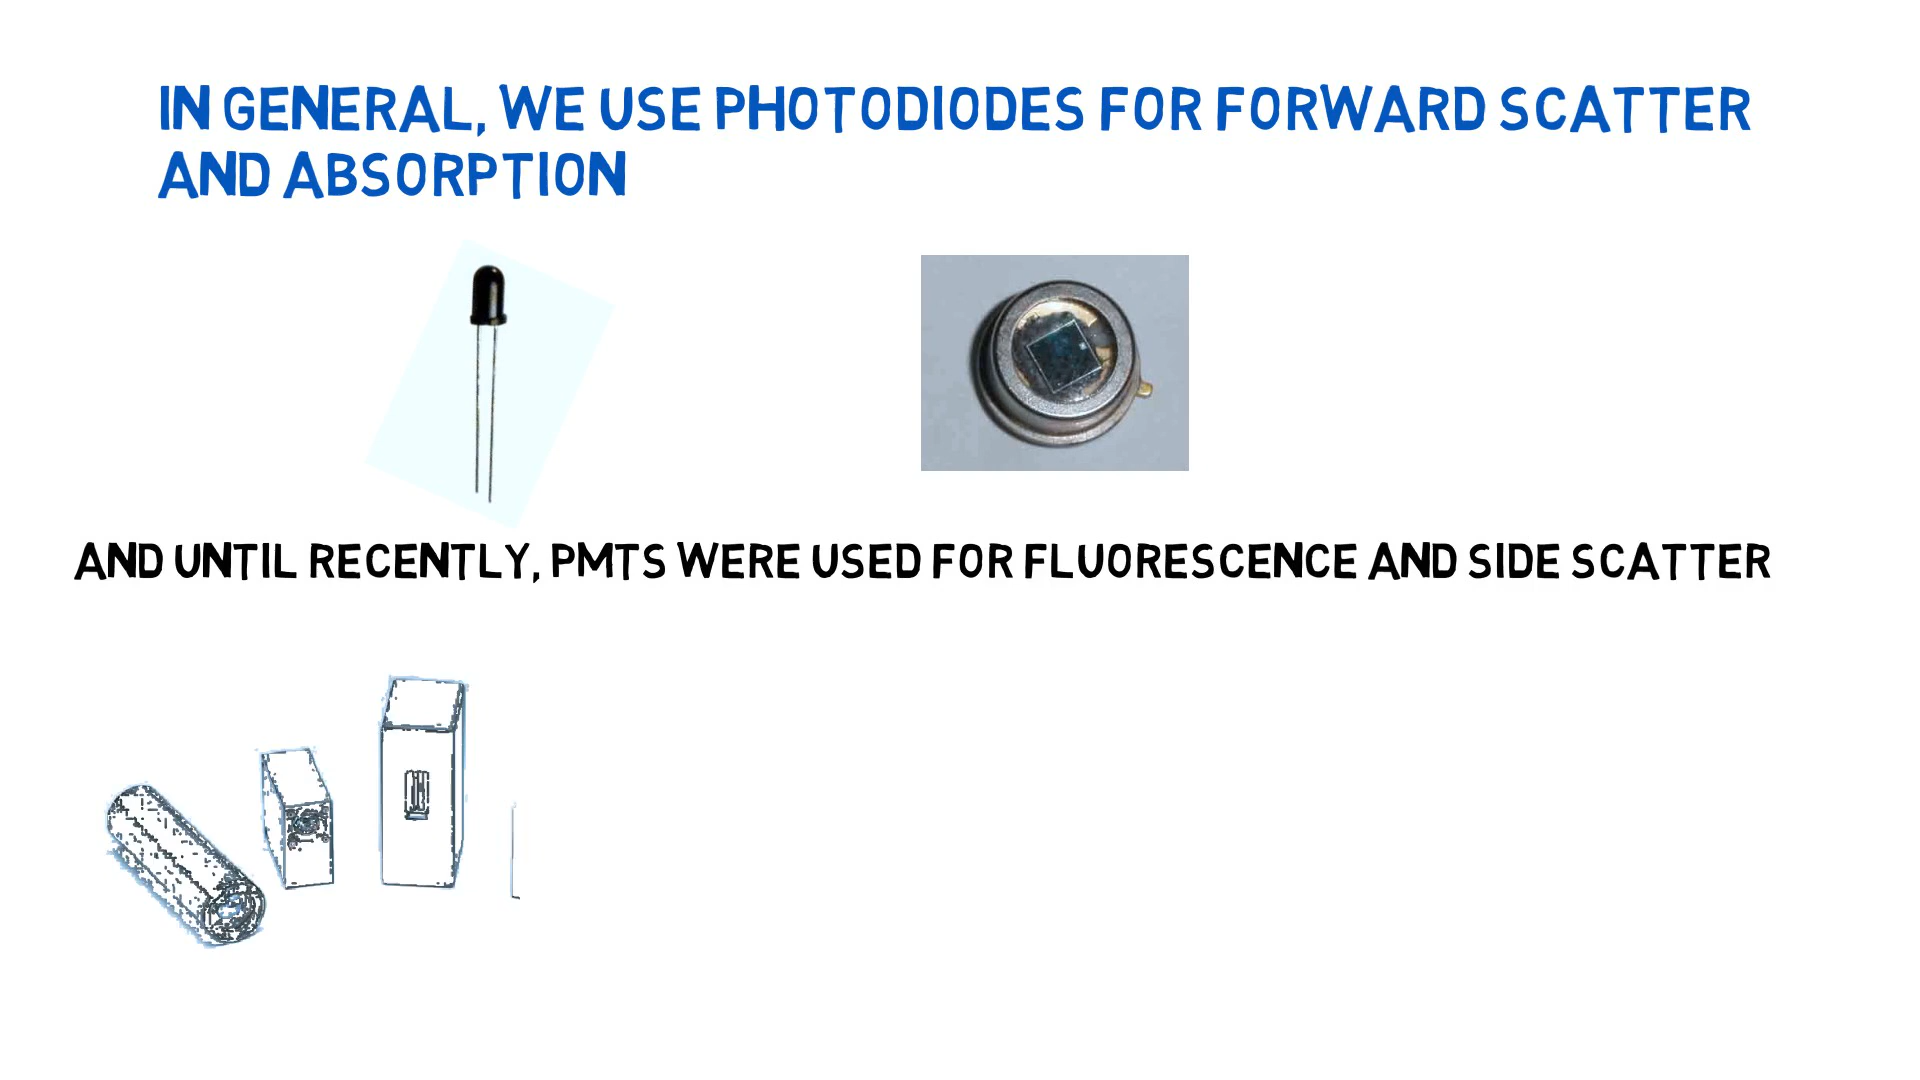 IN GENERAL, WE USE PHOTODIODES FOR FORWARD SCATTER
AND ABSORPTION
AND UNTIL RECENTLY, PMTS WERE USED FOR FLUORESCENCE AND SIDE SCATTER